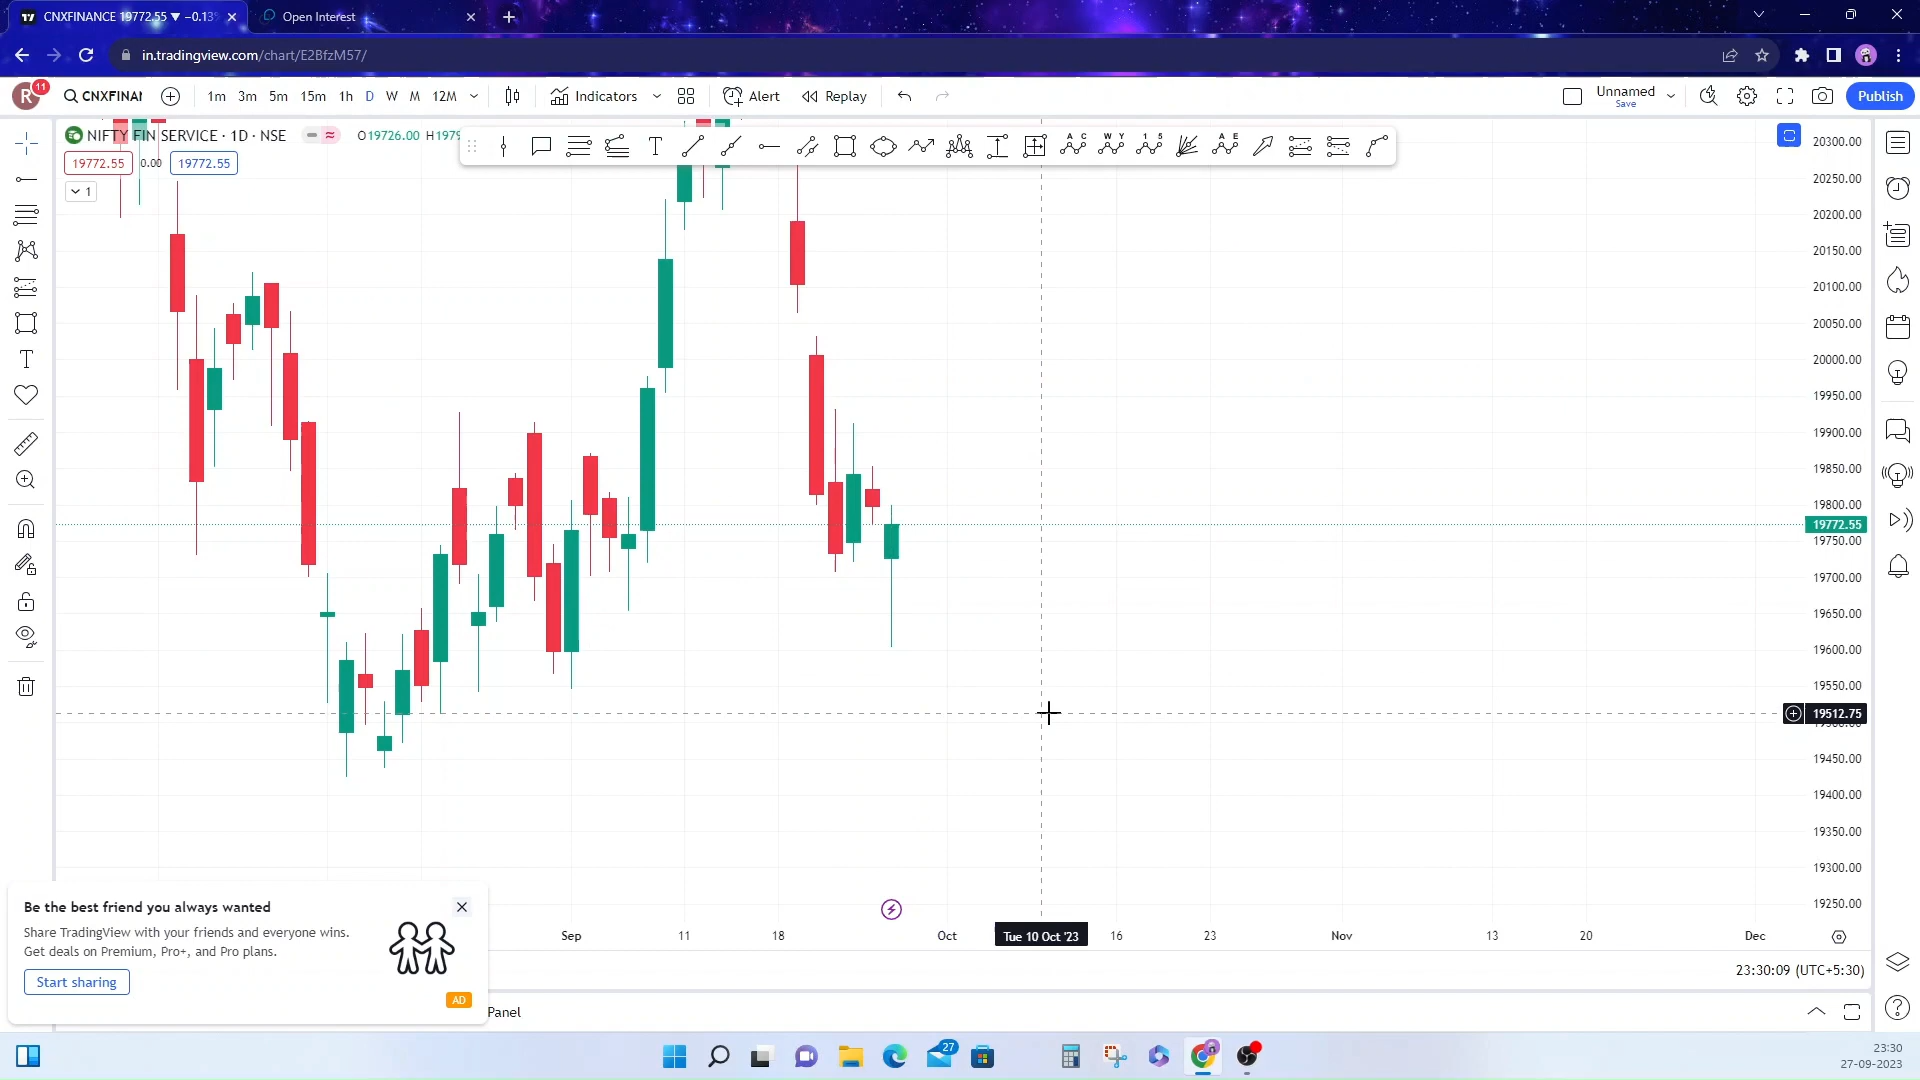 CNXFINANCE 19772.55 ▼ −0.13%
Open Interest
in.tradingview.com/chart/E2BfzM57/
R
11
CNXFINAN
1m 3m 5m 15m 1h D W M 12M
Indicators
Alert
Replay
Unnamed
Save
Publish
NIFTY FIN SERVICE · 1D · NSE
O19726.00 H179
19772.55 0.00 19772.55
1
20300.00
20250.00
20200.00
20150.00
20100.00
20050.00
20000.00
19950.00
19900.00
19850.00
19800.00
19772.55
19750.00
19700.00
19650.00
19600.00
19550.00
19512.75
19450.00
19400.00
19350.00
19300.00
19250.00
Sep 11 18 Oct Tue 10 Oct '23 16 23 Nov 13 20 Dec
Be the best friend you always wanted
Share TradingView with your friends and everyone wins.
Get deals on Premium, Pro+, and Pro plans.
Start sharing
AD
23:30:09 (UTC+5:30)
Panel
27
23:30
27-09-2023